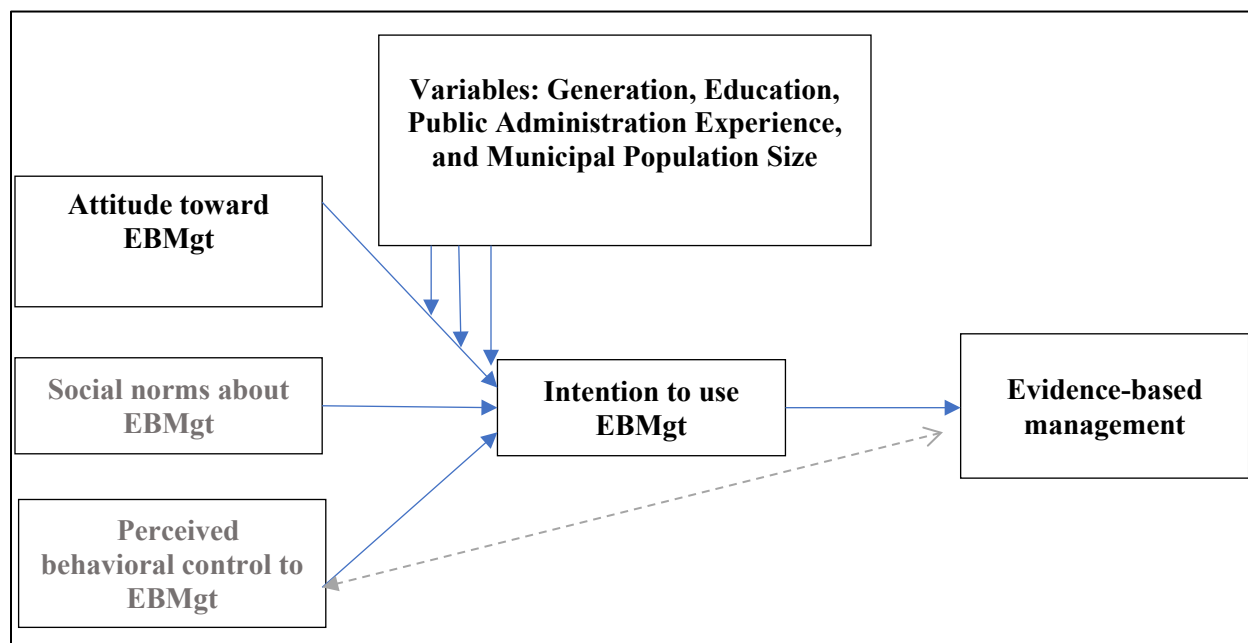 Variables: Generation, Education,
Public Administration Experience,
and Municipal Population Size
Attitude toward
EBMgt
Social norms about
EBMgt
Intention to use
EBMgt
Evidence-based
management
Perceived
behavioral control to
EBMgt